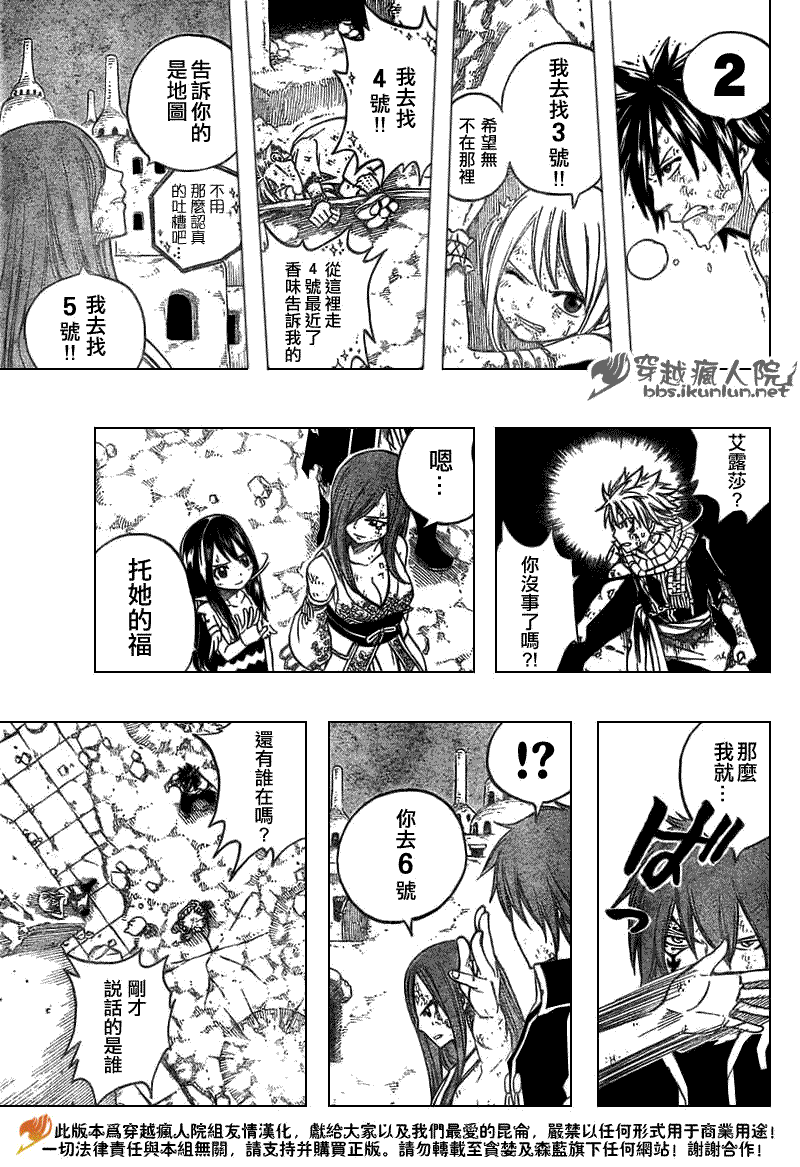 2
我去找
3號!!
希望無
不在那裡
我去找
4
號!!
從這裡走
4號最近了
香味告訴我的
告訴你的
是地圖
不用
那麼認真
的吐槽吧…
我去找
5
號!!
穿越瘋人院
bbs.ikunlun.net
艾露莎?
你沒事了嗎?!
嗯…
托她的福
那麼
我就…
ばっ
!?
你去
6
號
還有誰在嗎?
剛才
說話的是誰
此版本爲穿越瘋人院組友情漢化，獻給大家以及我們最愛的昆侖，嚴禁以任何形式用于商業用途!
一切法律責任與本組無關，請支持并購買正版。請勿轉載至貪婪及森藍旗下任何網站！謝謝合作!